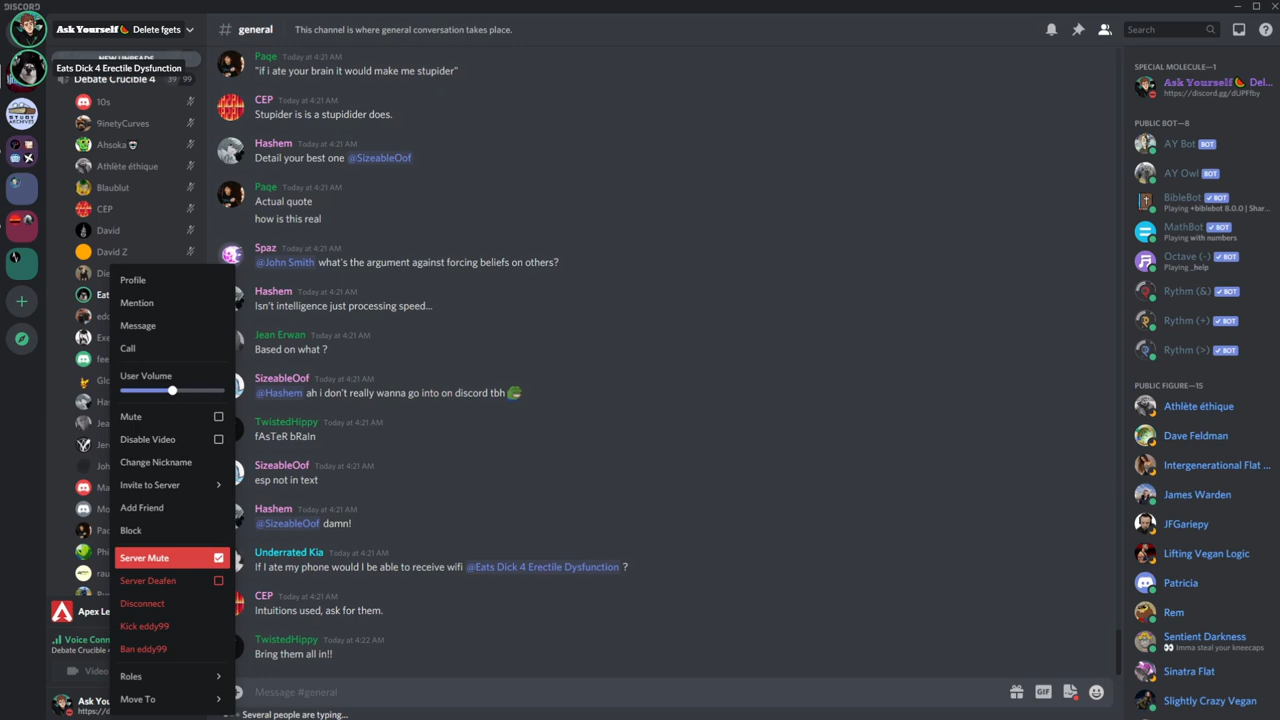 DISCORD
Ask Yourself🍉 Delete fgets
NEW UNREADS
Eats Dick 4 Erectile Dysfunction
Debate Crucible 4 39 99
10s
9inetyCurves
Ahsoka
Athlète éthique
Blaublut
CEP
David
David Z
Die
Eat
edd
Exe
fee
Glo
Has
Jea
Jer
Joh
Ma
Mo
Pac
Phi
rau
Apex Le
Voice Conn
Debate Crucible 4
Video
Ask You
https://d
STUDY
ARCHIVES
Profile
Mention
Message
Call
User Volume
Mute
Disable Video
Change Nickname
Invite to Server
Add Friend
Block
Server Mute
Server Deafen
Disconnect
Kick eddy99
Ban eddy99
Roles
Move To
# general This channel is where general conversation takes place.
Search
Paqe Today at 4:21 AM
"if i ate your brain it would make me stupider"
CEP Today at 4:21 AM
Stupider is is a stupidider does.
Hashem Today at 4:21 AM
Detail your best one @SizeableOof
Paqe Today at 4:21 AM
Actual quote
how is this real
Spaz Today at 4:21 AM
@John Smith what's the argument against forcing beliefs on others?
Hashem Today at 4:21 AM
Isn't intelligence just processing speed...
Jean Erwan Today at 4:21 AM
Based on what ?
SizeableOof Today at 4:21 AM
@Hashem ah i don't really wanna go into on discord tbh
TwistedHippy Today at 4:21 AM
fAsTeR bRaIn
SizeableOof Today at 4:21 AM
esp not in text
Hashem Today at 4:21 AM
@SizeableOof damn!
Underrated Kia Today at 4:21 AM
If I ate my phone would I be able to receive wifi @Eats Dick 4 Erectile Dysfunction ?
CEP Today at 4:21 AM
Intuitions used, ask for them.
TwistedHippy Today at 4:22 AM
Bring them all in!!
Message #general
GIF
Several people are typing...
SPECIAL MOLECULE—1
Ask Yourself🍉 Del...
https://discord.gg/dUPFfby
PUBLIC BOT—8
AY Bot BOT
AY Owl BOT
BibleBot ✓BOT
Playing +biblebot 8.0.0 | Shar...
MathBot ✓BOT
Playing with numbers
Octave (-) ✓BOT
Playing _help
Rythm (&) ✓BOT
Rythm (+) ✓BOT
Rythm (>) ✓BOT
PUBLIC FIGURE—15
Athlète éthique
Dave Feldman
Intergenerational Flat ...
James Warden
JFGariepy
Lifting Vegan Logic
Patricia
Rem
Sentient Darkness
👀 Imma steal your kneecaps
Sinatra Flat
Slightly Crazy Vegan